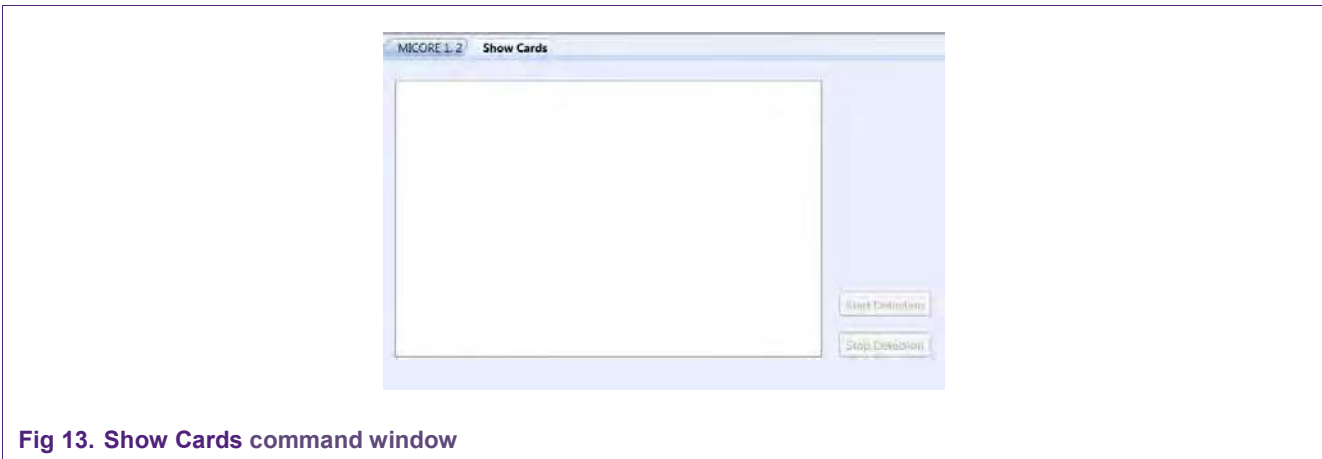 MICORE 1. 2 Show Cards
Start Detection
Stop Detection
Fig 13. Show Cards command window